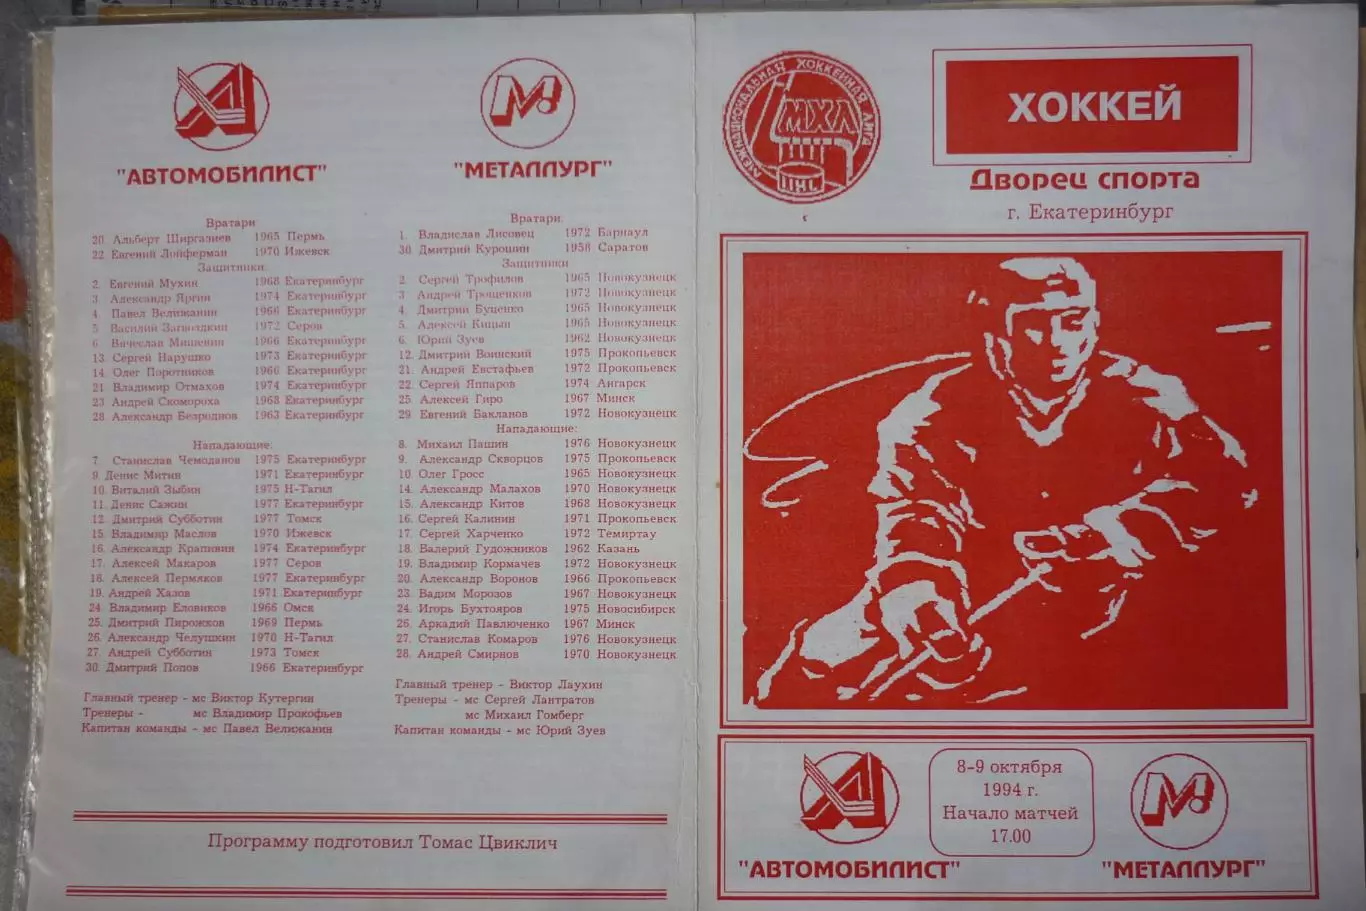 "АВТОМОБИЛИСТ"
Вратари
20. Альберт Ширгазиев 1965 Пермь
22. Евгений Лойферман 1970 Ижевск
Защитники:
2. Евгений Мухин 1968 Екатеринбург
3. Александр Яргин 1974 Екатеринбург
4. Павел Велижанин 1966 Екатеринбург
5. Василий Загвоздкин 1972 Серов
6. Вячеслав Мишенин 1966 Екатеринбург
13. Сергей Нарушко 1973 Екатеринбург
14. Олег Поротников 1966 Екатеринбург
21. Владимир Отмахов 1974 Екатеринбург
23. Андрей Скомороха 1968 Екатеринбург
28. Александр Безроднов 1963 Екатеринбург
Нападающие:
7. Станислав Чемоданов 1975 Екатеринбург
9. Денис Митин 1971 Екатеринбург
10. Виталий Зыбин 1975 Н-Тагил
11. Денис Сажин 1977 Екатеринбург
12. Дмитрий Субботин 1977 Томск
15. Владимир Маслов 1970 Ижевск
16. Александр Крапивин 1974 Екатеринбург
17. Алексей Макаров 1977 Серов
18. Алексей Пермяков 1977 Екатеринбург
19. Андрей Хазов 1971 Екатеринбург
24. Владимир Еловиков 1966 Омск
25. Дмитрий Пирожков 1969 Пермь
26. Александр Челушкин 1970 Н-Тагил
27. Андрей Субботин 1973 Томск
30. Дмитрий Попов 1966 Екатеринбург
Главный тренер - мс Виктор Кутергин
Тренеры - мс Владимир Прокофьев
Капитан команды - мс Павел Велижанин
М!
"МЕТАЛЛУРГ"
Вратари
1. Владислав Лисовец 1972 Барнаул
30. Дмитрий Курошин 1958 Саратов
Защитники
2. Сергей Трофилов 1965 Новокузнецк
3 Андрей Трощенков 1972 Новокузнецк
4. Дмитрий Буценко 1965 Новокузнецк
5. Алексей Кицын 1965 Новокузнецк
6. Юрий Зуев 1962 Новокузнецк
12. Дмитрий Воинский 1975 Прокопьевск
21. Андрей Евстафьев 1972 Прокопьевск
22. Сергей Яппаров 1974 Ангарск
25. Алексей Гиро 1967 Минск
29. Евгений Бакланов 1972 Новокузнецк
Нападающие:
8. Михаил Пашин 1976 Новокузнецк
9. Александр Скворцов 1975 Прокопьевск
10. Олег Гросс 1965 Новокузнецк
14. Александр Малахов 1970 Новокузнецк
15. Александр Китов 1968 Новокузнецк
16. Сергей Калинин 1971 Прокопьевск
17. Сергей Харченко 1972 Темиртау
18. Валерий Гудожников 1962 Казань
19. Владимир Кормачев 1972 Новокузнецк
20. Александр Воронов 1966 Прокопьевск
23. Вадим Морозов 1967 Новокузнецк
24. Игорь Бухтояров 1975 Новосибирск
26. Аркадий Павлюченко 1967 Минск
27. Станислав Комаров 1976 Новокузнецк
28. Андрей Смирнов 1970 Новокузнецк
Главный тренер - Виктор Лаухин
Тренеры - мс Сергей Лантратов
мс Михаил Гомберг
Капитан команды - мс Юрий Зуев
Программу подготовил Томас Цвиклич
МЕЖНАЦИОНАЛЬНАЯ ХОККЕЙНАЯ ЛИГА
МХЛ
IHL
ХОККЕЙ
Дворец спорта
г. Екатеринбург
8-9 октября
1994 г.
Начало матчей
17.00
"АВТОМОБИЛИСТ"
М!
"МЕТАЛЛУРГ"